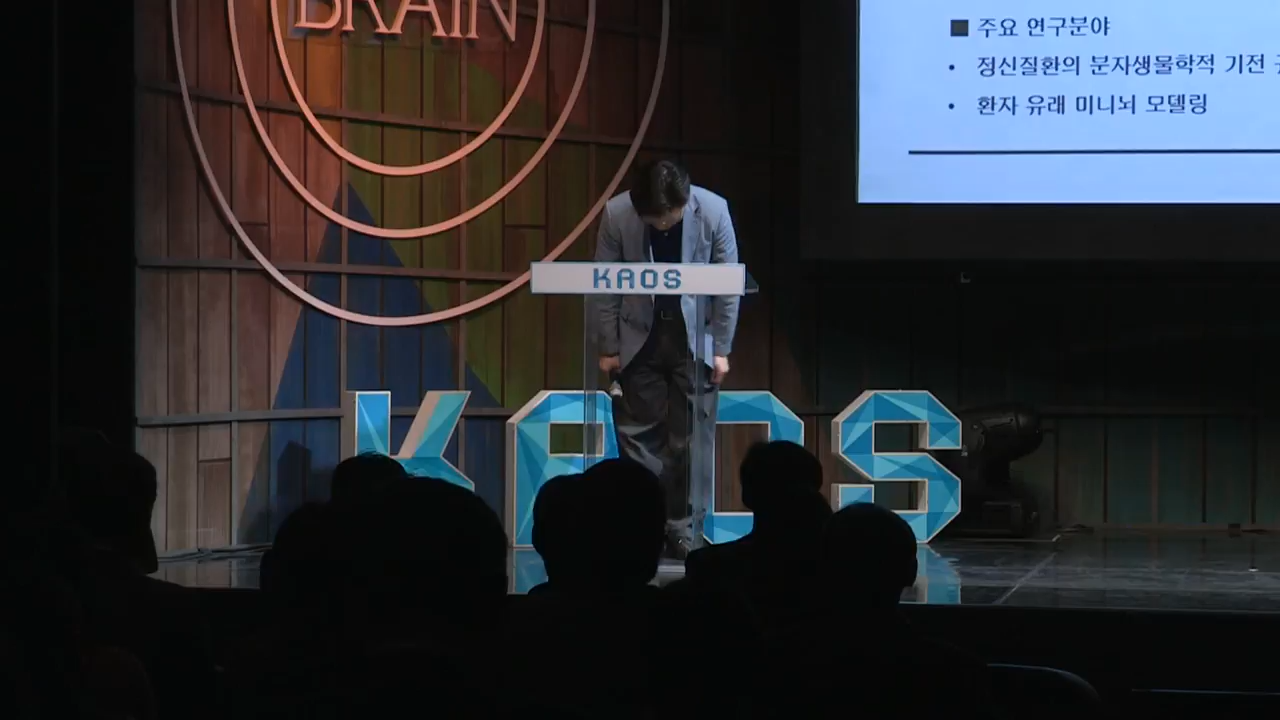 BRAIN
■ 주요 연구분야
• 정신질환의 분자생물학적 기전
• 환자 유래 미니뇌 모델링
KAOS
KAOS